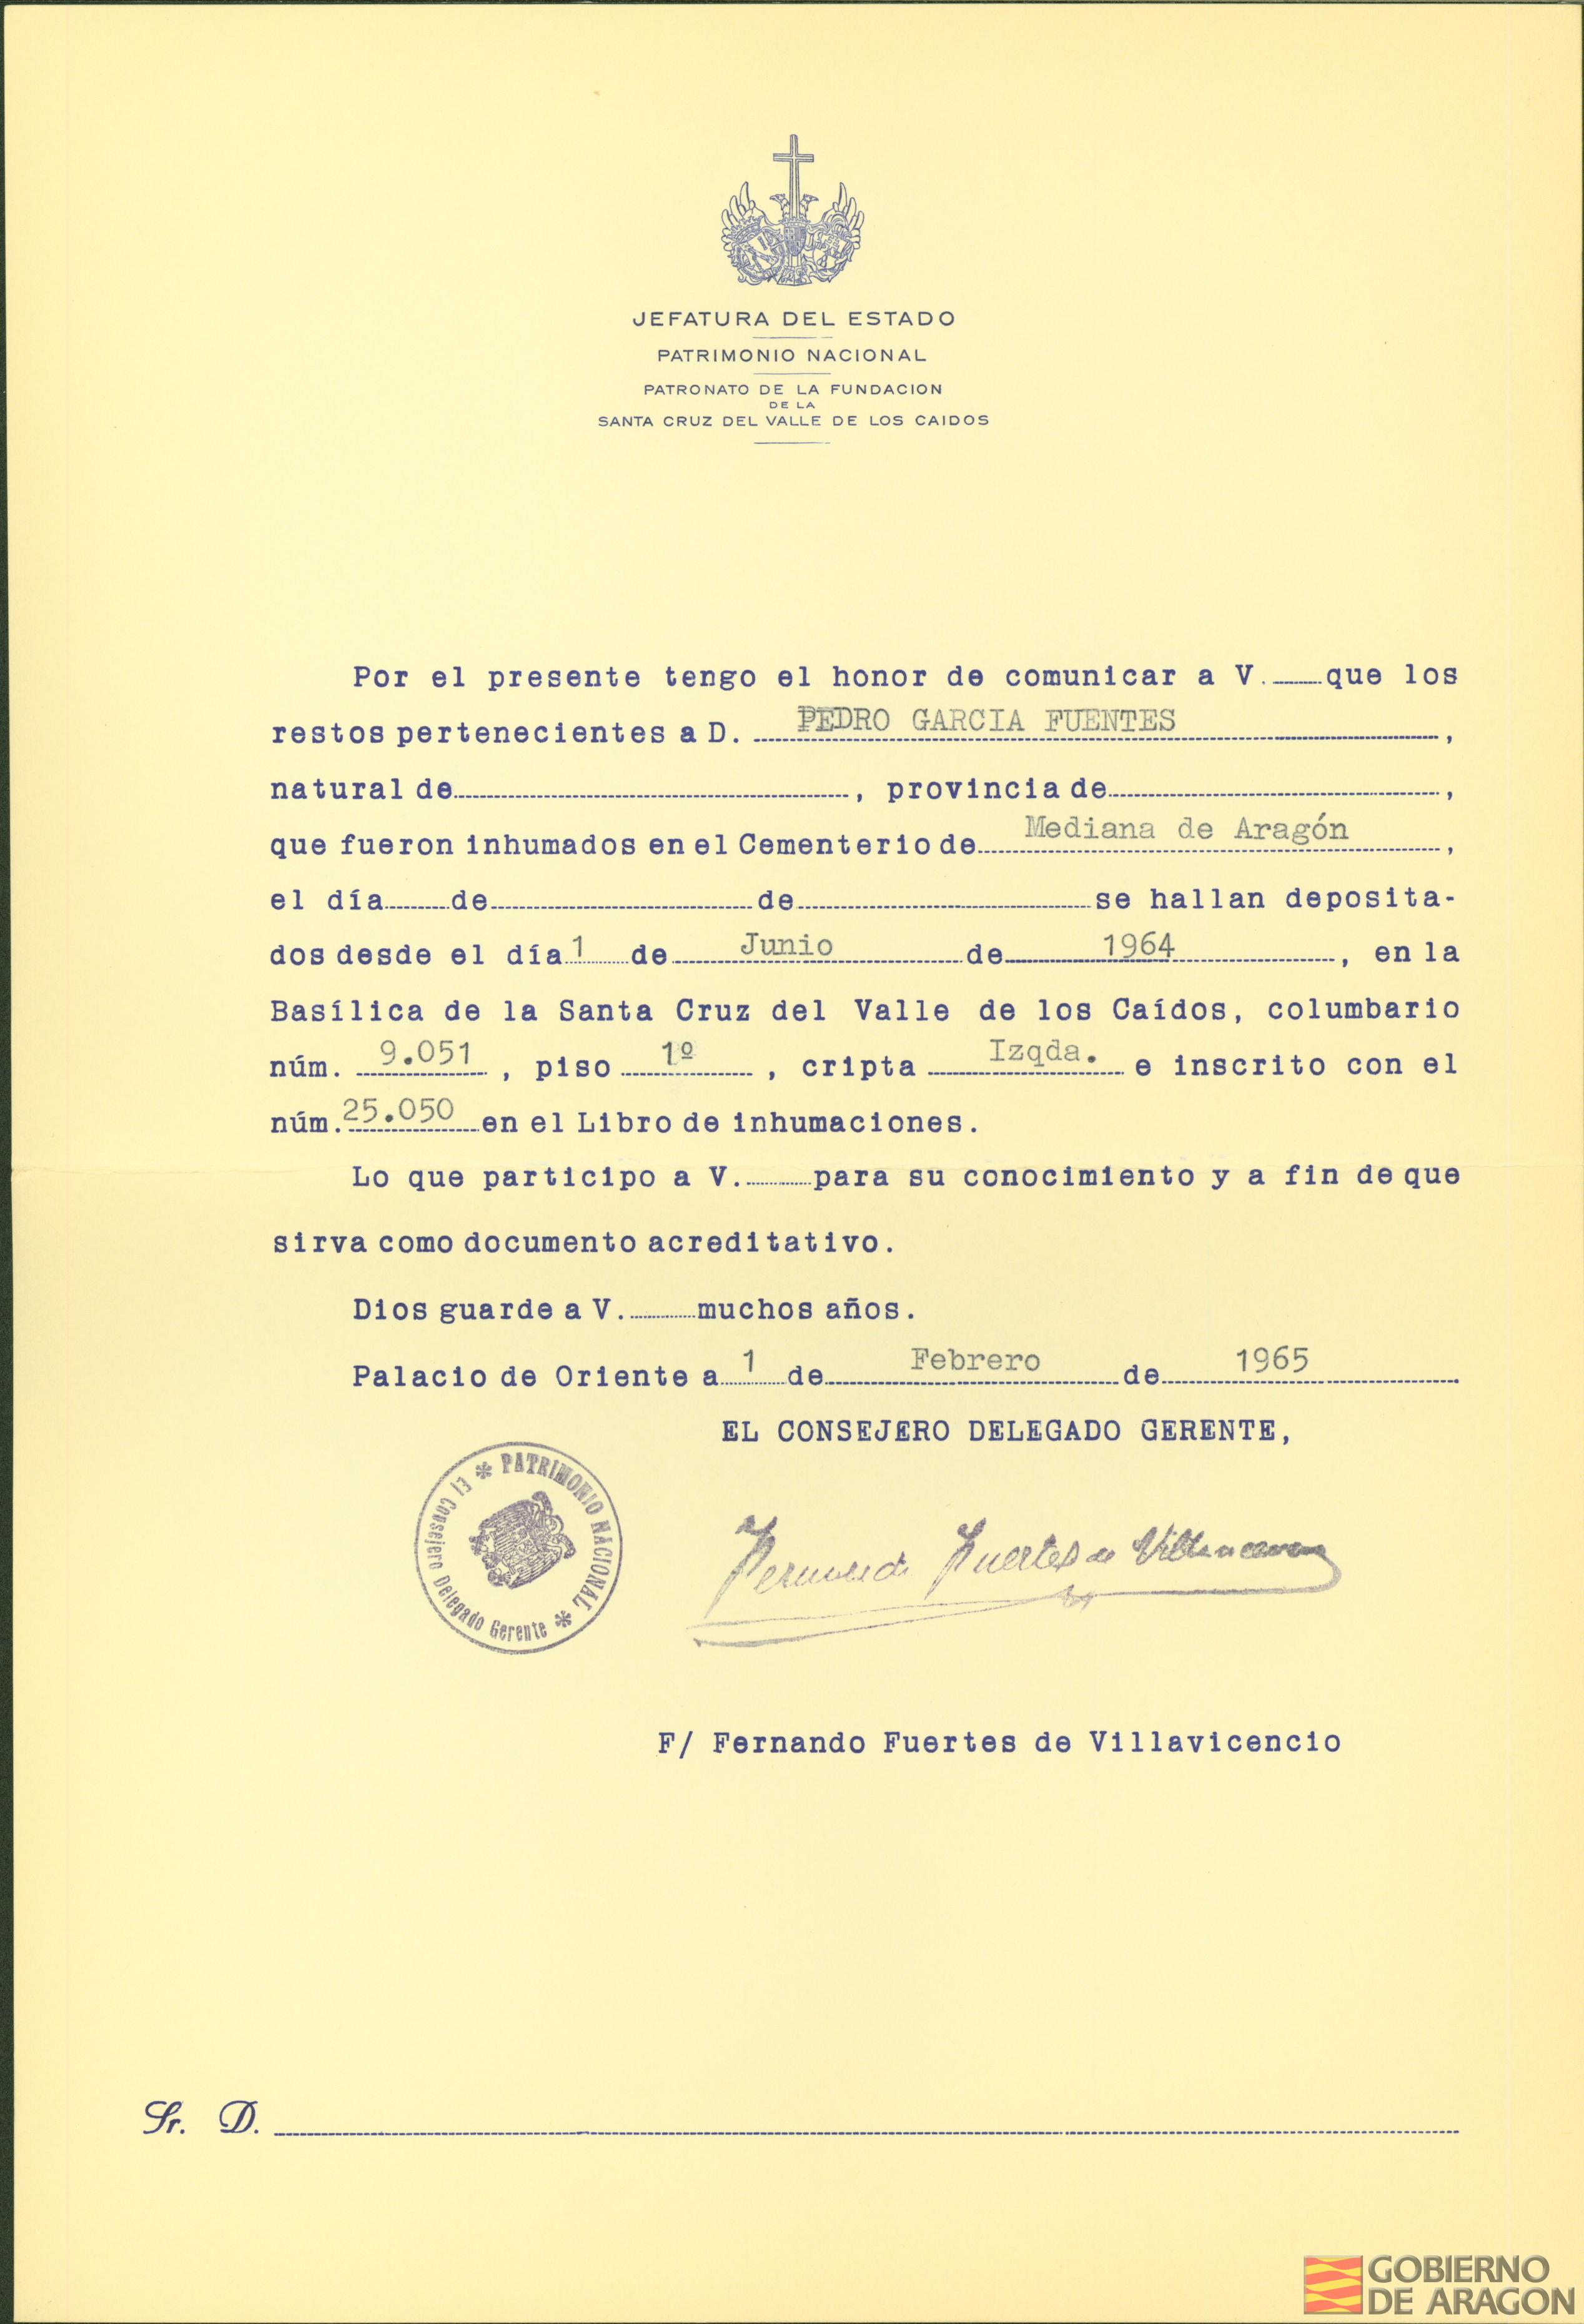 JEFATURA DEL ESTADO
PATRIMONIO NACIONAL
PATRONATO DE LA FUNDACION
DE LA
SANTA CRUZ DEL VALLE DE LOS CAIDOS
Por el presente tengo el honor de comunicar a V. que los
restos pertenecientes a D. PEDRO GARCIA FUENTES,
natural de , provincia de ,
que fueron inhumados en el Cementerio de Mediana de Aragón,
el día de de se hallan deposita-
dos desde el día 1 de Junio de 1964, en la
Basílica de la Santa Cruz del Valle de los Caídos, columbario
núm. 9.051, piso 1º, cripta Izqda. e inscrito con el
núm. 25.050 en el Libro de inhumaciones.
Lo que participo a V. para su conocimiento y a fin de que
sirva como documento acreditativo.
Dios guarde a V. muchos años.
Palacio de Oriente a 1 de Febrero de 1965
EL CONSEJERO DELEGADO GERENTE,
* PATRIMONIO NACIONAL *
El Consejero Delegado Gerente
Fernando Fuertes de Villavicencio
F/ Fernando Fuertes de Villavicencio
Sr. D.
GOBIERNO
DE ARAGON